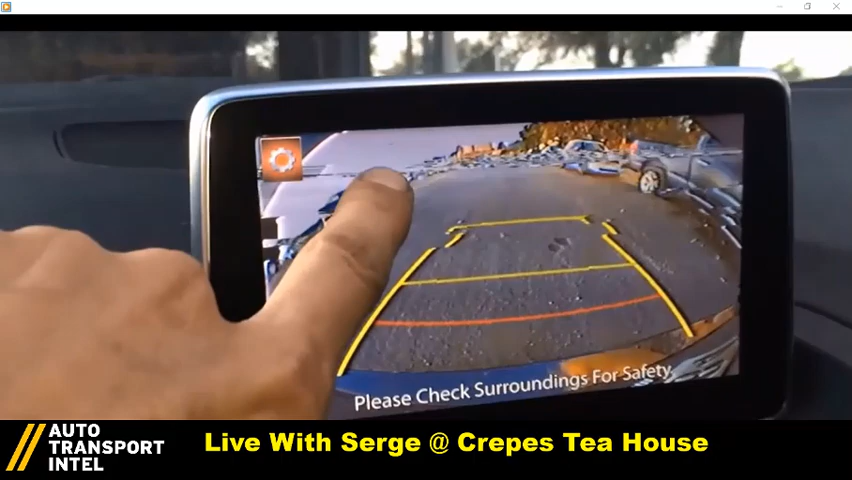 Please Check Surroundings For Safety
AUTO
TRANSPORT
INTEL
Live With Serge @ Crepes Tea House